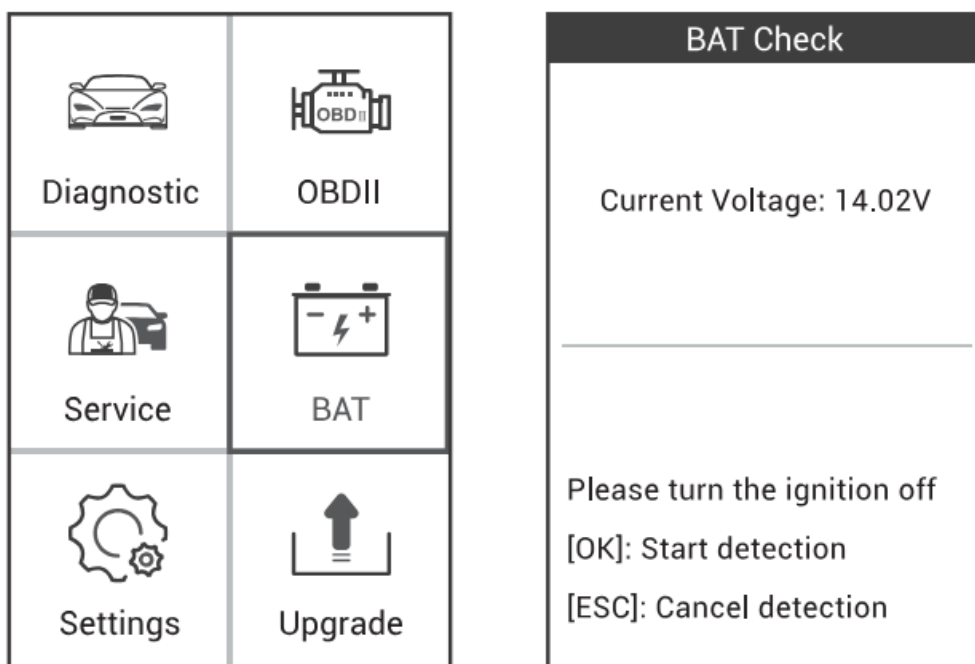 Diagnostic
OBDII
OBDII
Service
BAT
Settings
Upgrade
BAT Check
Current Voltage: 14.02V
Please turn the ignition off
[OK]: Start detection
[ESC]: Cancel detection